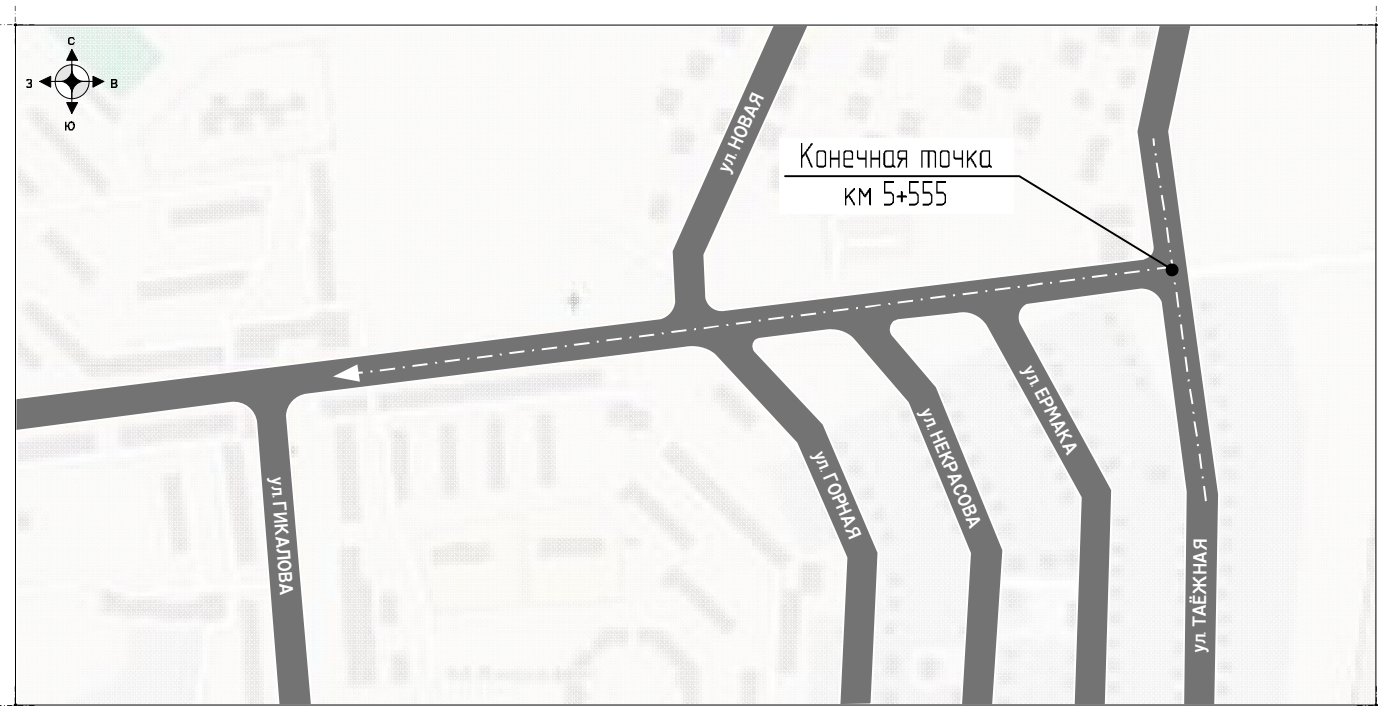 С
З В
Ю
ул. НОВАЯ
Конечная точка
км 5+555
ул. ЕРМАКА
ул. НЕКРАСОВА
ул. ГОРНАЯ
ул. ГИКАЛОВА
ул. ТАЁЖНАЯ